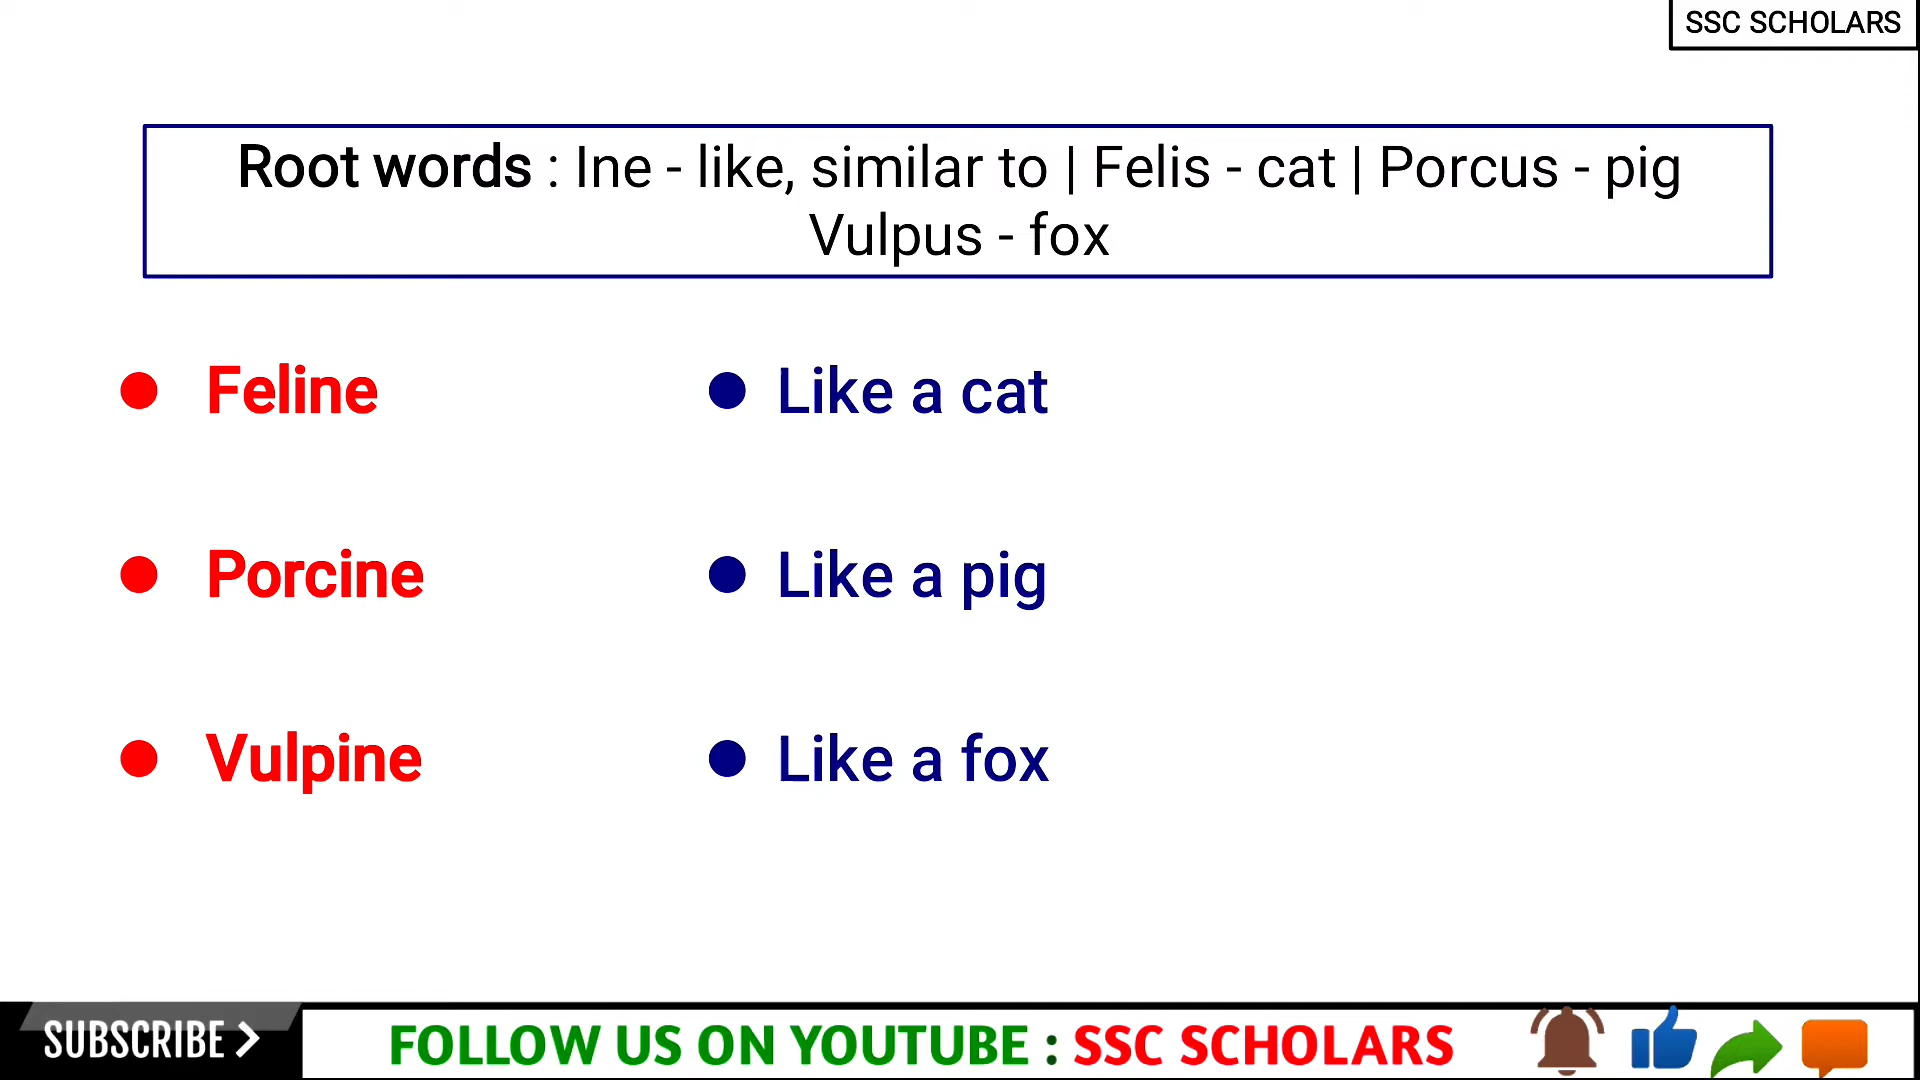 SSC SCHOLARS
Root words : Ine - like, similar to | Felis - cat | Porcus - pig
Vulpus - fox
● Feline ● Like a cat
● Porcine ● Like a pig
● Vulpine ● Like a fox
SUBSCRIBE > FOLLOW US ON YOUTUBE : SSC SCHOLARS